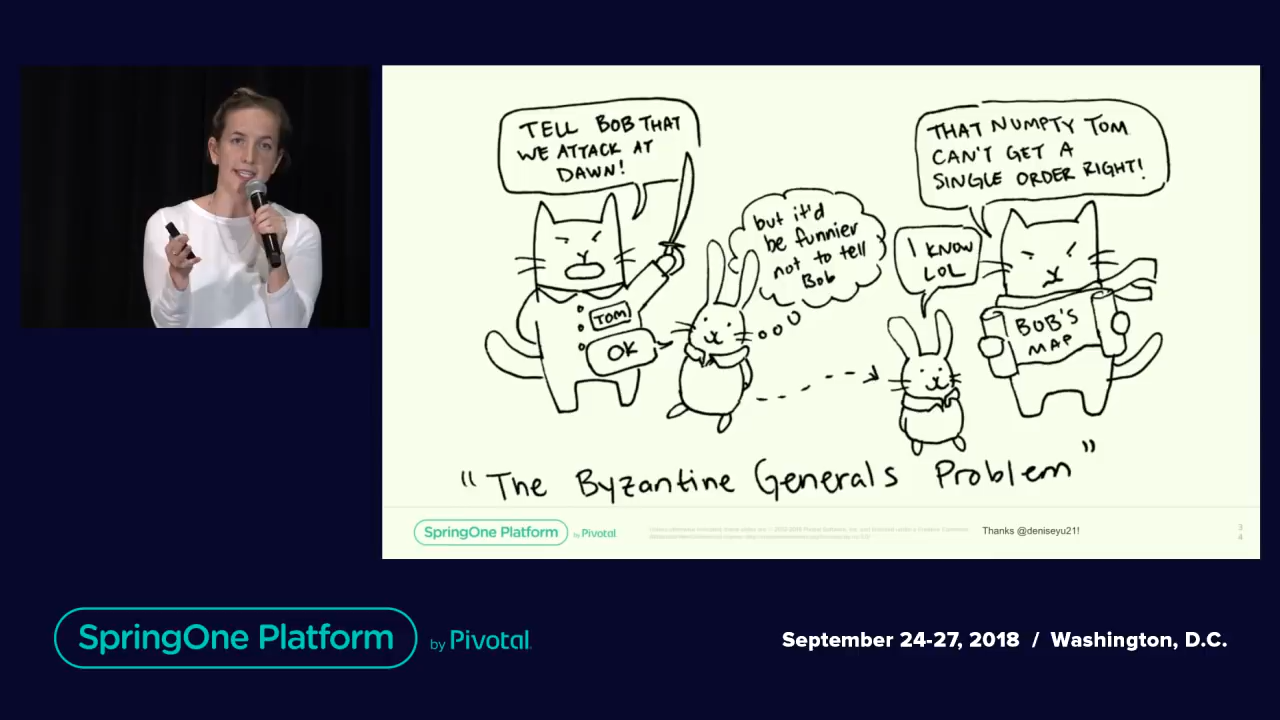 TELL BOB THAT
WE ATTACK AT
DAWN!
TOM
OK
but it'd
be funnier
not to tell
Bob
I KNOW
LOL
THAT NUMPTY TOM
CAN'T GET A
SINGLE ORDER RIGHT!
BOB'S
MAP
"The Byzantine Generals Problem"
SpringOne Platform by Pivotal
Thanks @deniseyu21!
3
4
SpringOne Platform by Pivotal
September 24-27, 2018 / Washington, D.C.